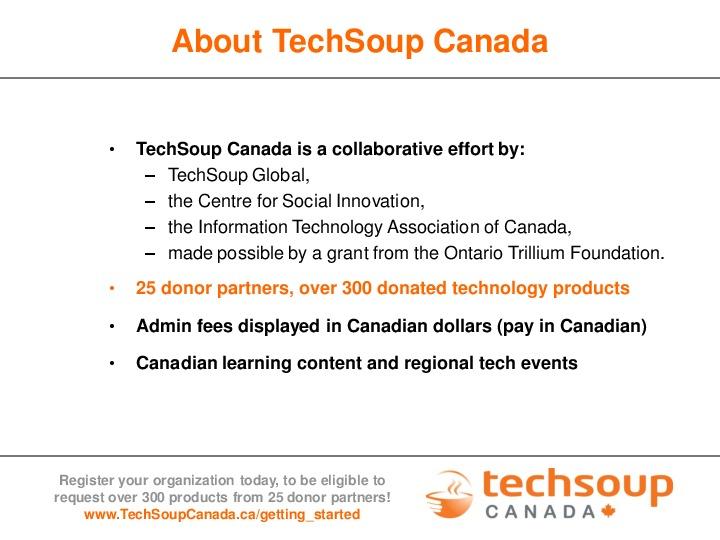 About TechSoup Canada
• TechSoup Canada is a collaborative effort by:
– TechSoup Global,
– the Centre for Social Innovation,
– the Information Technology Association of Canada,
– made possible by a grant from the Ontario Trillium Foundation.
• 25 donor partners, over 300 donated technology products
• Admin fees displayed in Canadian dollars (pay in Canadian)
• Canadian learning content and regional tech events
Register your organization today, to be eligible to
request over 300 products from 25 donor partners!
www.TechSoupCanada.ca/getting_started
techsoup
CANADA